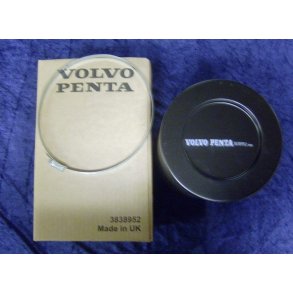 VOLVO
PENTA
3838952
Made in UK
VOLVO PENTA